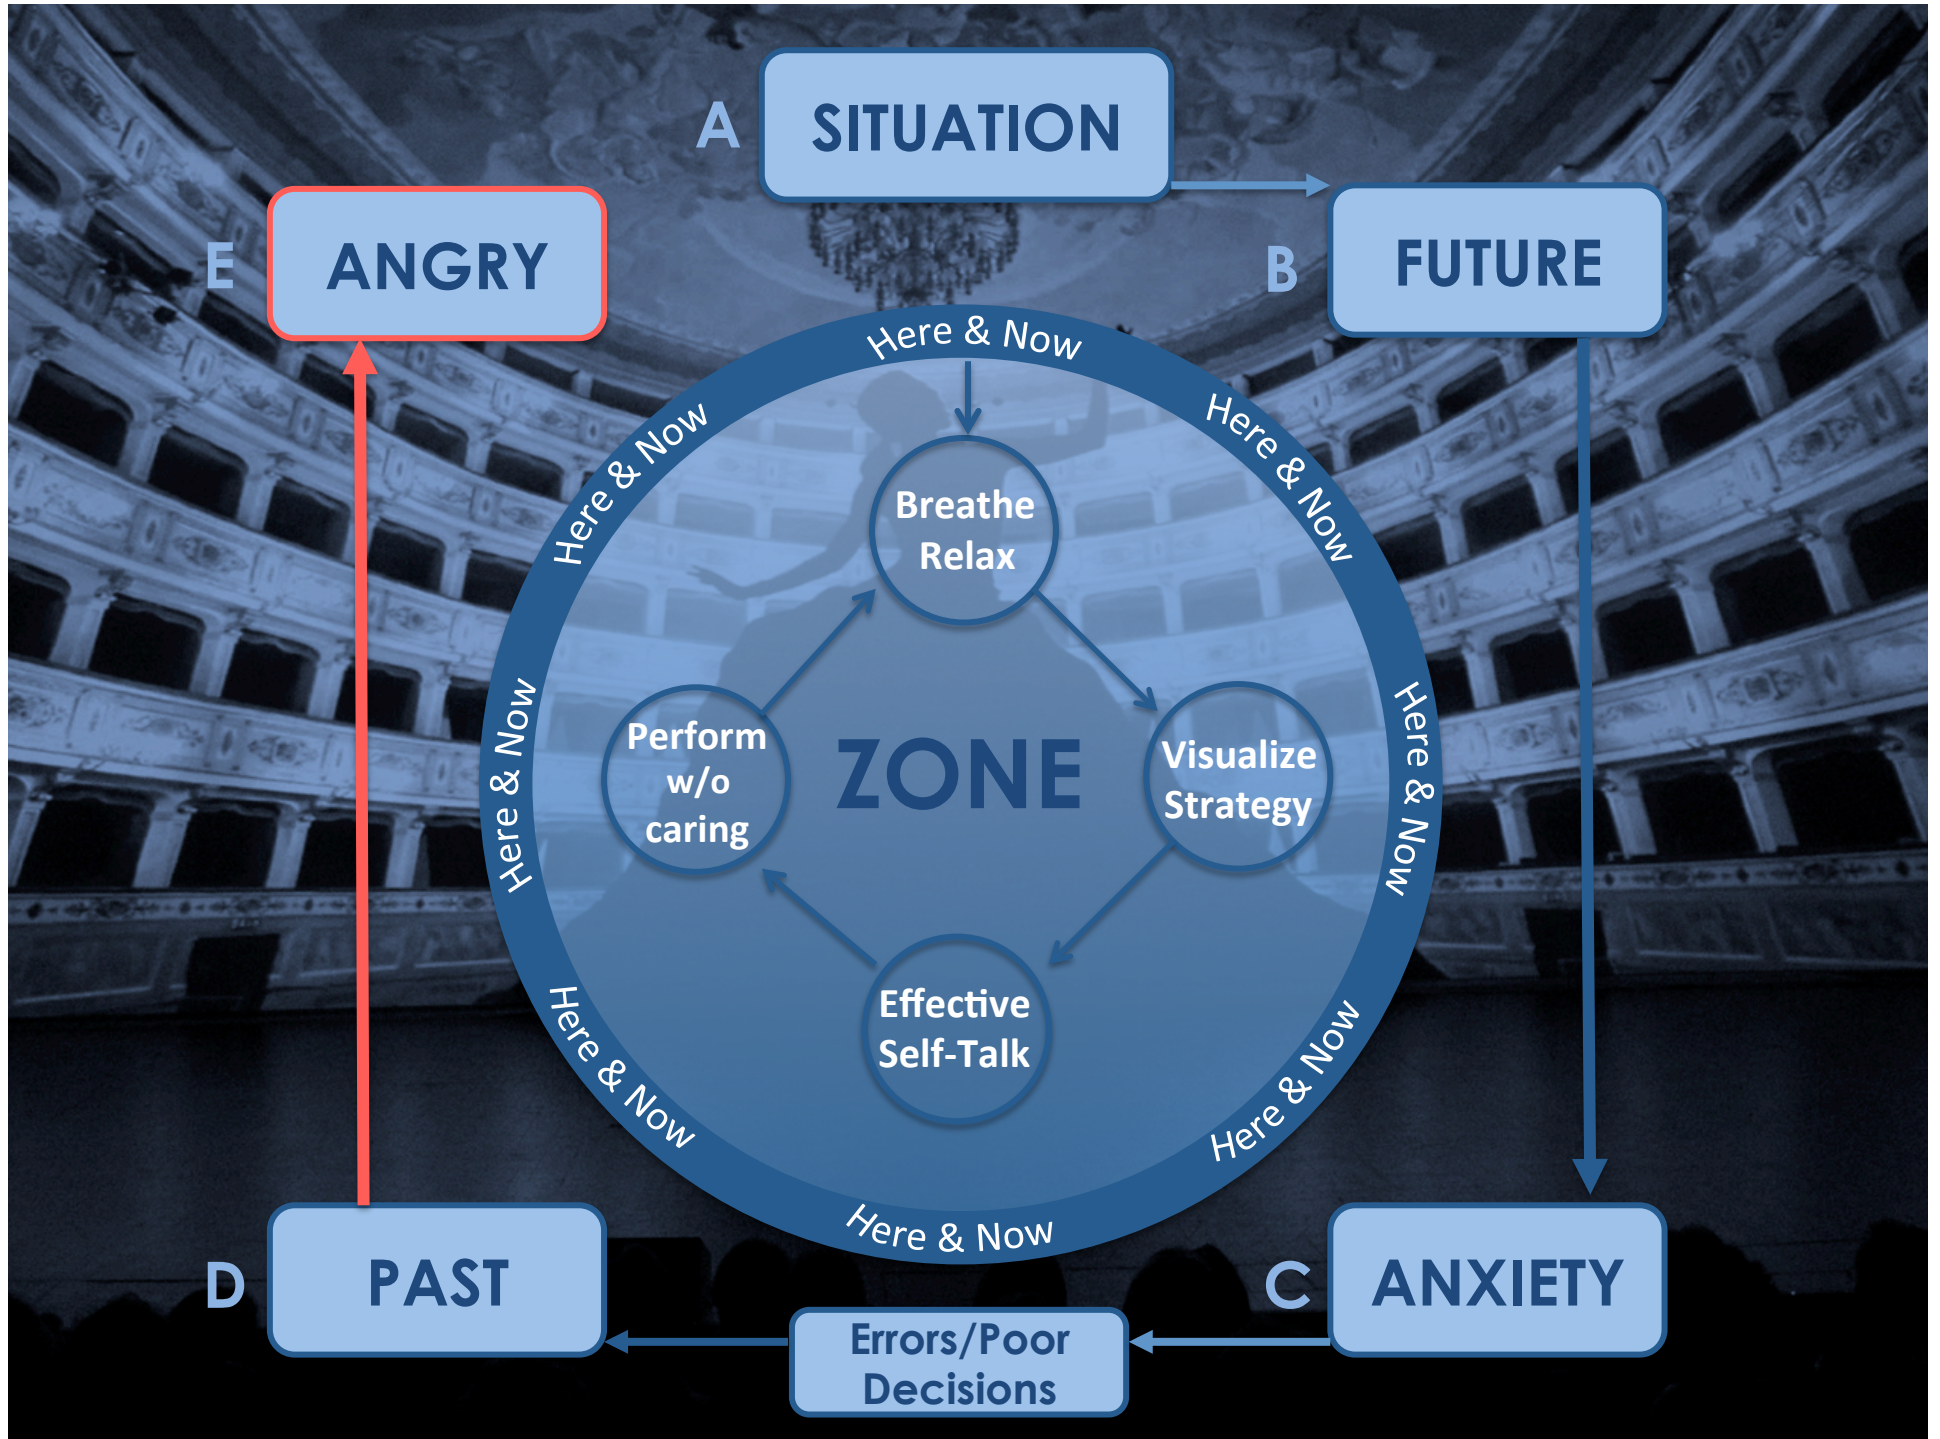 A
SITUATION
E
ANGRY
B
FUTURE
Here & Now
Here & Now
Here & Now
Breathe
Relax
Here & Now
Here & Now
Perform
w/o
caring
ZONE
Visualize
Strategy
Effective
Self-Talk
Here & Now
Here & Now
Here & Now
D
PAST
C
ANXIETY
Errors/Poor
Decisions